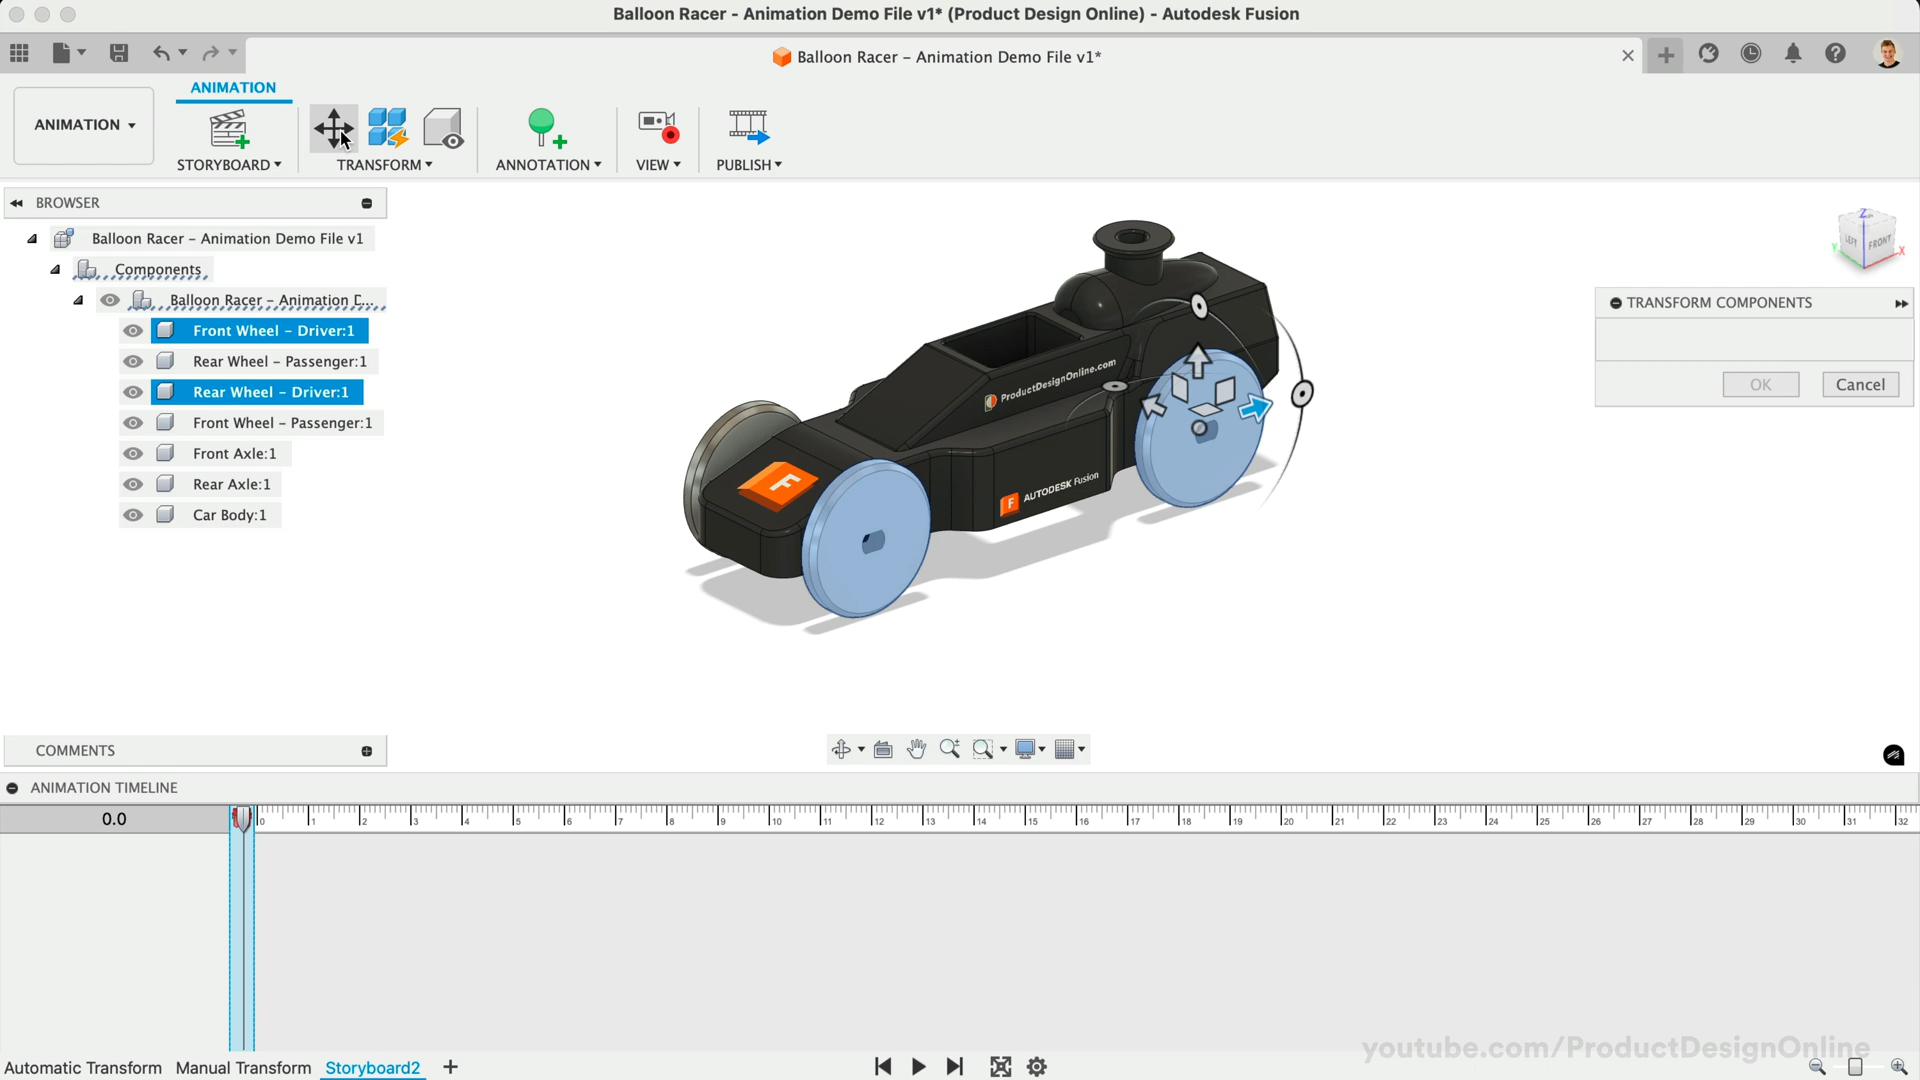 Balloon Racer - Animation Demo File v1* (Product Design Online) - Autodesk Fusion
Balloon Racer – Animation Demo File v1*
ANIMATION
ANIMATION
STORYBOARD
TRANSFORM
ANNOTATION
VIEW
PUBLISH
BROWSER
Balloon Racer – Animation Demo File v1
Components
Balloon Racer – Animation D...
Front Wheel – Driver:1
Rear Wheel – Passenger:1
Rear Wheel – Driver:1
Front Wheel – Passenger:1
Front Axle:1
Rear Axle:1
Car Body:1
Z
LEFT
FRONT
Y
X
TRANSFORM COMPONENTS
OK
Cancel
ProductDesignOnline.com
F
F AUTODESK Fusion
COMMENTS
ANIMATION TIMELINE
0.0
0 1 2 3 4 5 6 7 8 9 10 11 12 13 14 15 16 17 18 19 20 21 22 23 24 25 26 27 28 29 30 31 32
youtube.com/ProductDesignOnline
Automatic Transform
Manual Transform
Storyboard2